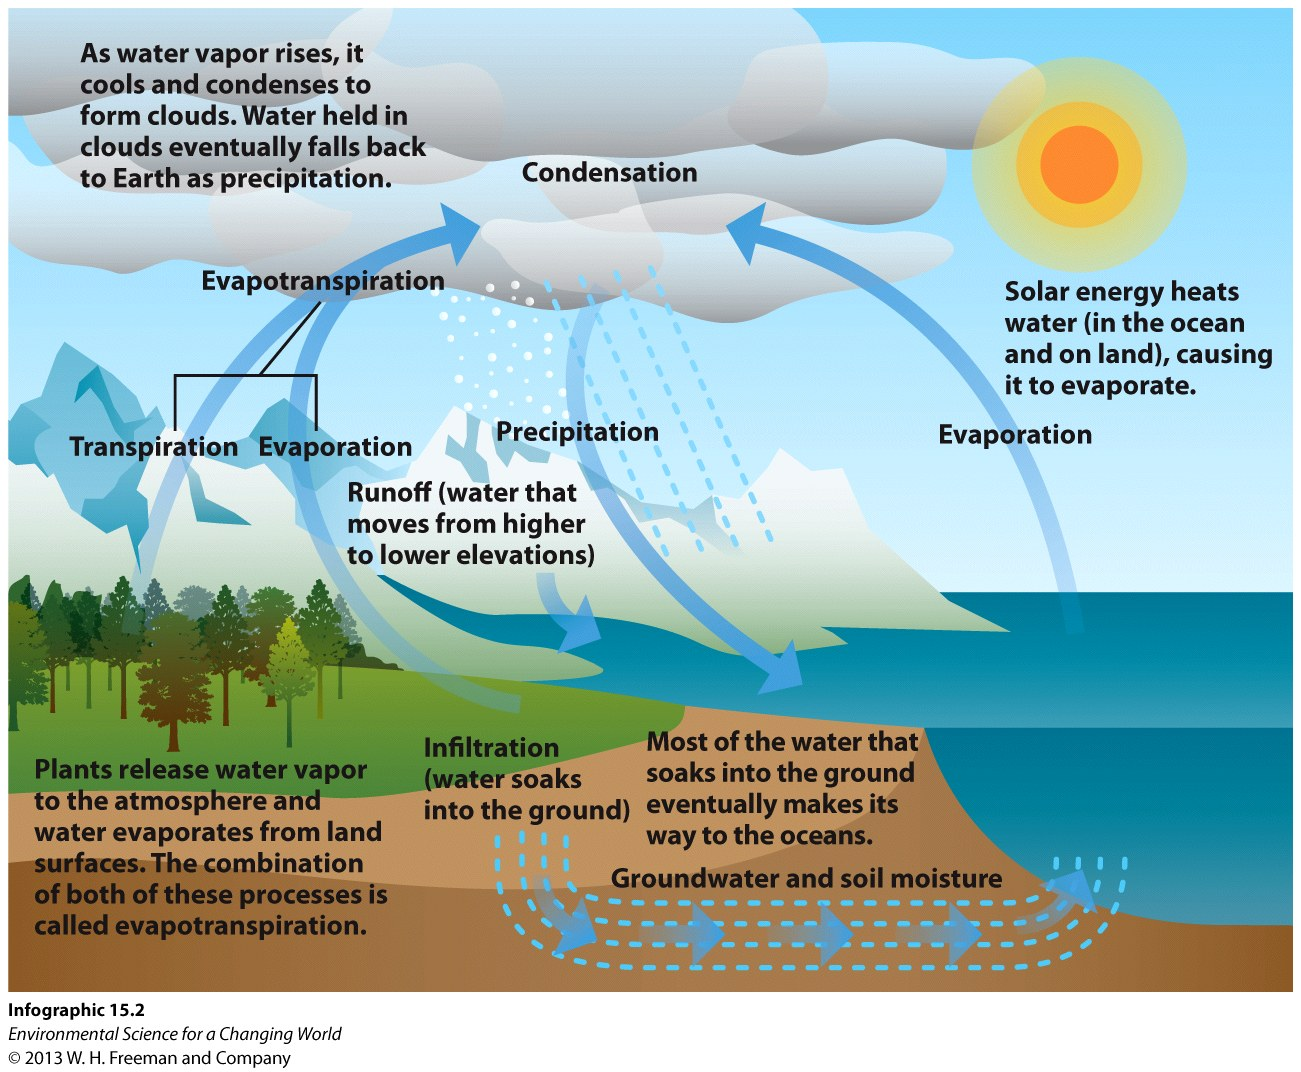 As water vapor rises, it
cools and condenses to
form clouds. Water held in
clouds eventually falls back
to Earth as precipitation.
Condensation
Evapotranspiration
Solar energy heats
water (in the ocean
and on land), causing
it to evaporate.
Transpiration
Evaporation
Precipitation
Evaporation
Runoff (water that
moves from higher
to lower elevations)
Plants release water vapor
to the atmosphere and
water evaporates from land
surfaces. The combination
of both of these processes is
called evapotranspiration.
Infiltration
(water soaks
into the ground)
Most of the water that
soaks into the ground
eventually makes its
way to the oceans.
Groundwater and soil moisture
Infographic 15.2
Environmental Science for a Changing World
© 2013 W. H. Freeman and Company